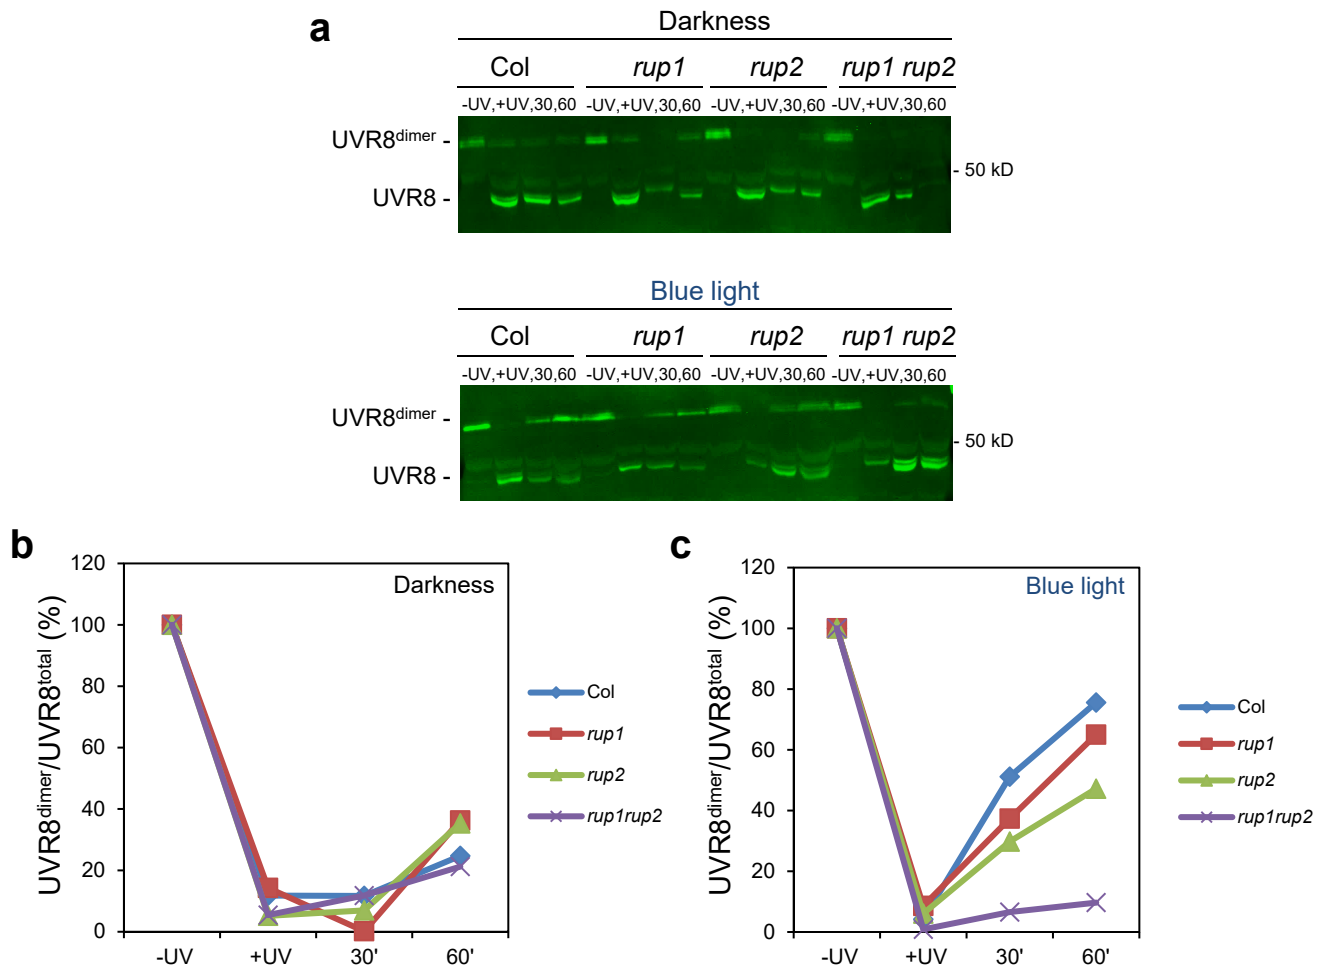 a
Darkness
Col rup1 rup2 rup1 rup2
-UV,+UV,30,60 -UV,+UV,30,60 -UV,+UV,30,60 -UV,+UV,30,60
UVR8dimer -
- 50 kD
UVR8 -
Blue light
Col rup1 rup2 rup1 rup2
-UV,+UV,30,60 -UV,+UV,30,60 -UV,+UV,30,60 -UV,+UV,30,60
UVR8dimer -
- 50 kD
UVR8 -
b
UVR8dimer/UVR8total (%)
120
100
80
60
40
20
0
Darkness
-UV +UV 30' 60'
Col
rup1
rup2
rup1rup2
c
UVR8dimer/UVR8total (%)
120
100
80
60
40
20
0
Blue light
-UV +UV 30' 60'
Col
rup1
rup2
rup1rup2